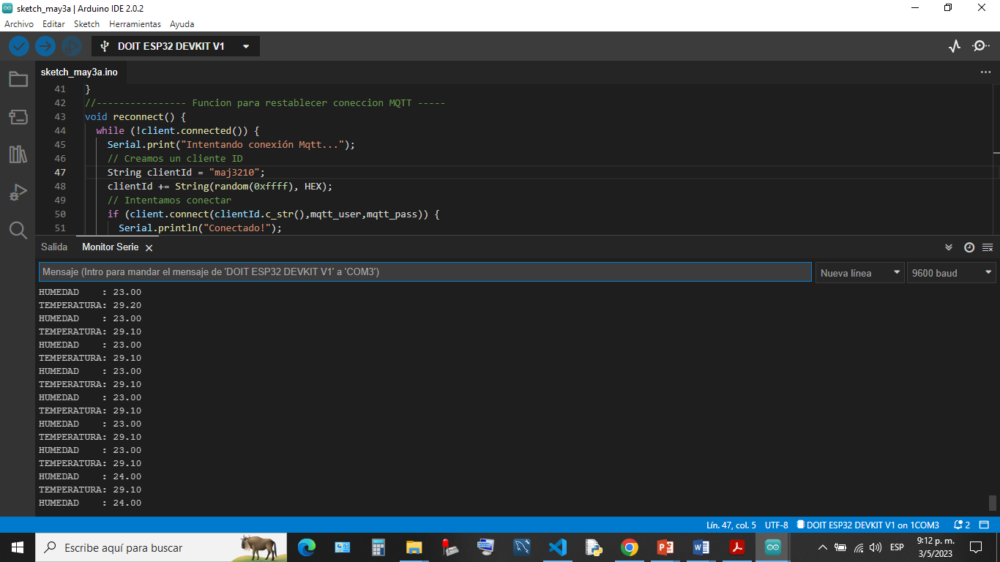 sketch_may3a | Arduino IDE 2.0.2
Archivo Editar Sketch Herramientas Ayuda
DOIT ESP32 DEVKIT V1
sketch_may3a.ino
41 }
42 //---------------- Funcion para restablecer coneccion MQTT -----
43 void reconnect() {
44 while (!client.connected()) {
45 Serial.print("Intentando conexión Mqtt...");
46 // Creamos un cliente ID
47 String clientId = "maj3210";
48 clientId += String(random(0xffff), HEX);
49 // Intentamos conectar
50 if (client.connect(clientId.c_str(),mqtt_user,mqtt_pass)) {
51 Serial.println("Conectado!");
Salida Monitor Serie
Mensaje (Intro para mandar el mensaje de 'DOIT ESP32 DEVKIT V1' a 'COM3')
Nueva línea 9600 baud
HUMEDAD    : 23.00
TEMPERATURA: 29.20
HUMEDAD    : 23.00
TEMPERATURA: 29.10
HUMEDAD    : 23.00
TEMPERATURA: 29.10
HUMEDAD    : 23.00
TEMPERATURA: 29.10
HUMEDAD    : 23.00
TEMPERATURA: 29.10
HUMEDAD    : 23.00
TEMPERATURA: 29.10
HUMEDAD    : 23.00
TEMPERATURA: 29.10
HUMEDAD    : 24.00
TEMPERATURA: 29.10
HUMEDAD    : 24.00
Lín. 47, col. 5 UTF-8 DOIT ESP32 DEVKIT V1 on 1COM3 2
Escribe aquí para buscar
ESP
9:12 p. m.
3/5/2023